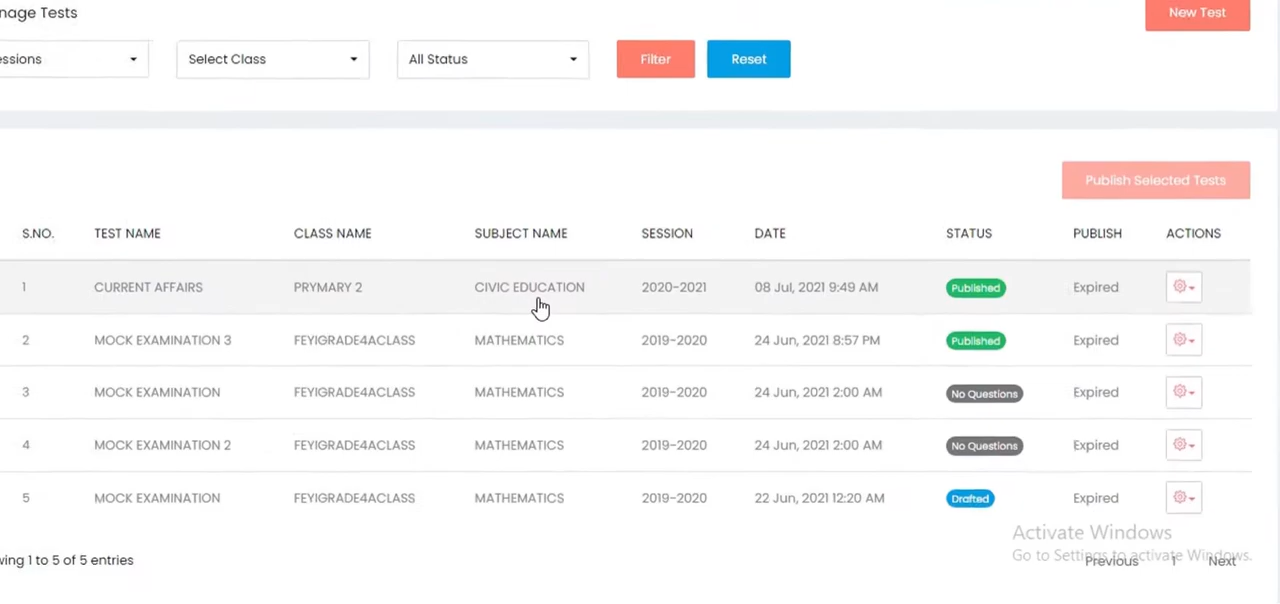 nage Tests New Test
essions Select Class All Status Filter Reset
Publish Selected Tests
S.NO. TEST NAME CLASS NAME SUBJECT NAME SESSION DATE STATUS PUBLISH ACTIONS
1 CURRENT AFFAIRS PRYMARY 2 CIVIC EDUCATION 2020-2021 08 Jul, 2021 9:49 AM Published Expired
2 MOCK EXAMINATION 3 FEYIGRADE4ACLASS MATHEMATICS 2019-2020 24 Jun, 2021 8:57 PM Published Expired
3 MOCK EXAMINATION FEYIGRADE4ACLASS MATHEMATICS 2019-2020 24 Jun, 2021 2:00 AM No Questions Expired
4 MOCK EXAMINATION 2 FEYIGRADE4ACLASS MATHEMATICS 2019-2020 24 Jun, 2021 2:00 AM No Questions Expired
5 MOCK EXAMINATION FEYIGRADE4ACLASS MATHEMATICS 2019-2020 22 Jun, 2021 12:20 AM Drafted Expired
Activate Windows
Go to Settings to activate Windows.
wing 1 to 5 of 5 entries Previous 1 Next